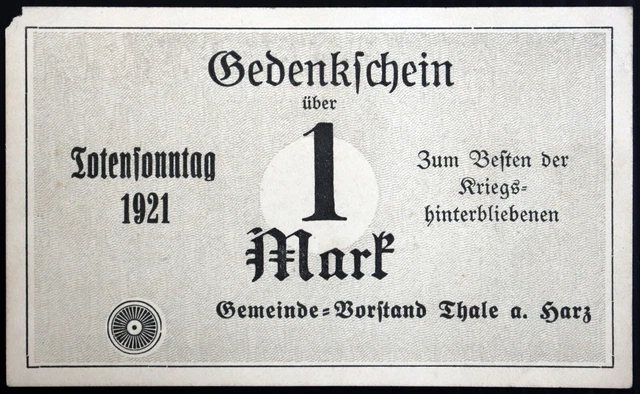 Gedenkſchein
über
1
Mark
Totenſonntag
1921
Zum Beſten der
Kriegs-
hinterbliebenen
Gemeinde-Vorſtand Thale a. Harz